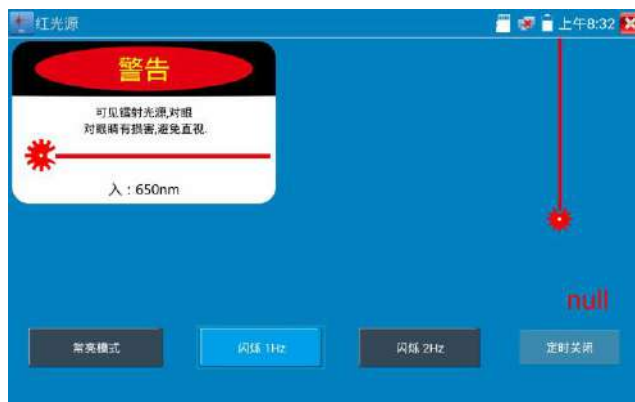 红光源
上午8:32
警告
可见镭射光源,对眼
对眼睛有损害,避免直视.
入：650nm
null
常亮模式
闪烁 1Hz
闪烁 2Hz
定时关闭